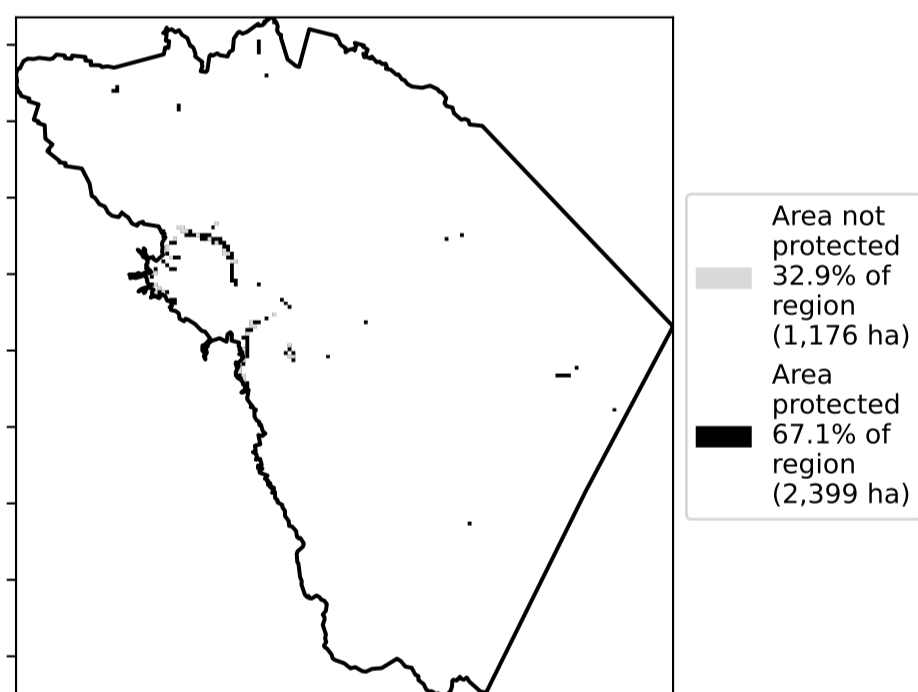 Area not
protected
32.9% of
region
(1,176 ha)
Area
protected
67.1% of
region
(2,399 ha)